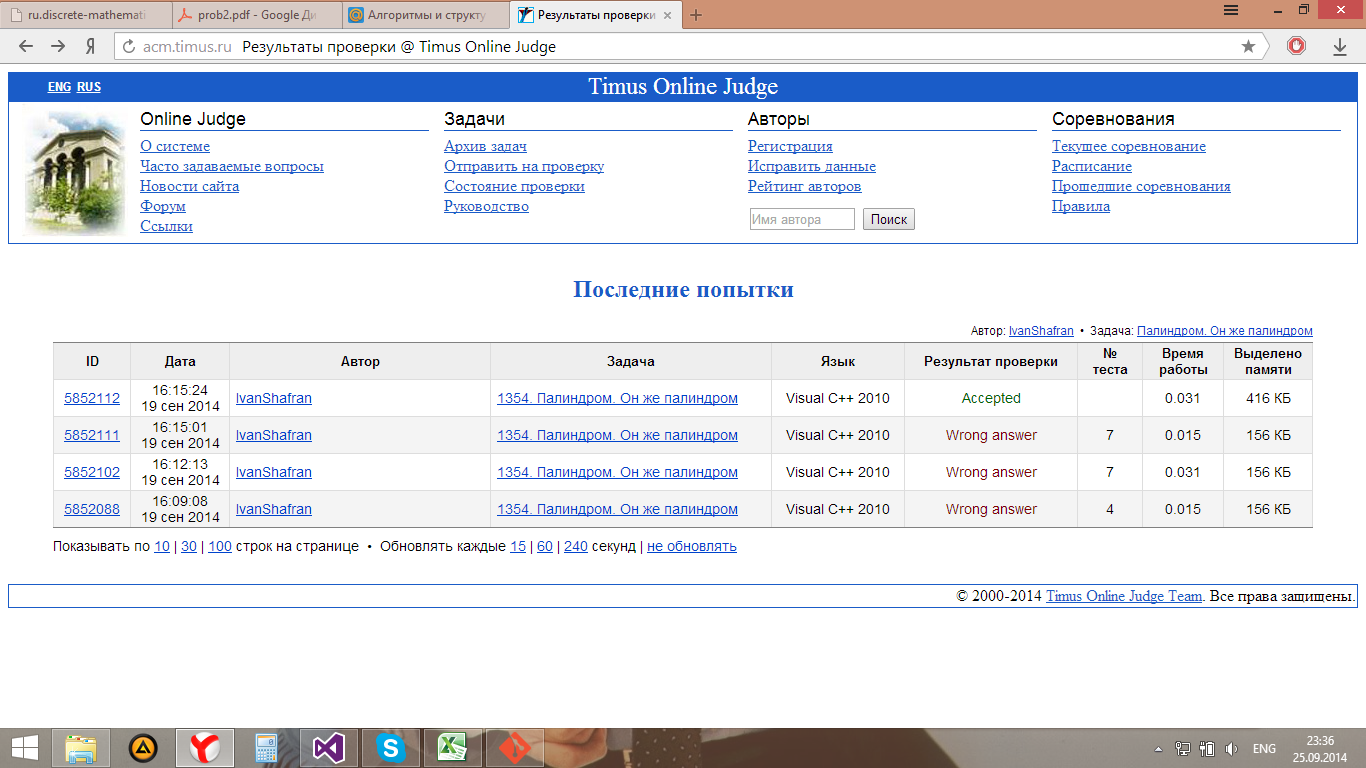 ru.discrete-mathemati
prob2.pdf - Google Ди
Алгоритмы и структу
Результаты проверки
acm.timus.ru Результаты проверки @ Timus Online Judge
ENG RUS
Timus Online Judge
Online Judge
О системе
Часто задаваемые вопросы
Новости сайта
Форум
Ссылки
Задачи
Архив задач
Отправить на проверку
Состояние проверки
Руководство
Авторы
Регистрация
Исправить данные
Рейтинг авторов
Имя автора Поиск
Соревнования
Текущее соревнование
Расписание
Прошедшие соревнования
Правила
Последние попытки
Автор: IvanShafran • Задача: Палиндром. Он же палиндром
ID Дата Автор Задача Язык Результат проверки № теста Время работы Выделено памяти
5852112 16:15:24 19 сен 2014 IvanShafran 1354. Палиндром. Он же палиндром Visual C++ 2010 Accepted 0.031 416 КБ
5852111 16:15:01 19 сен 2014 IvanShafran 1354. Палиндром. Он же палиндром Visual C++ 2010 Wrong answer 7 0.015 156 КБ
5852102 16:12:13 19 сен 2014 IvanShafran 1354. Палиндром. Он же палиндром Visual C++ 2010 Wrong answer 7 0.031 156 КБ
5852088 16:09:08 19 сен 2014 IvanShafran 1354. Палиндром. Он же палиндром Visual C++ 2010 Wrong answer 4 0.015 156 КБ
Показывать по 10 | 30 | 100 строк на странице • Обновлять каждые 15 | 60 | 240 секунд | не обновлять
© 2000-2014 Timus Online Judge Team. Все права защищены.
ENG
23:36
25.09.2014